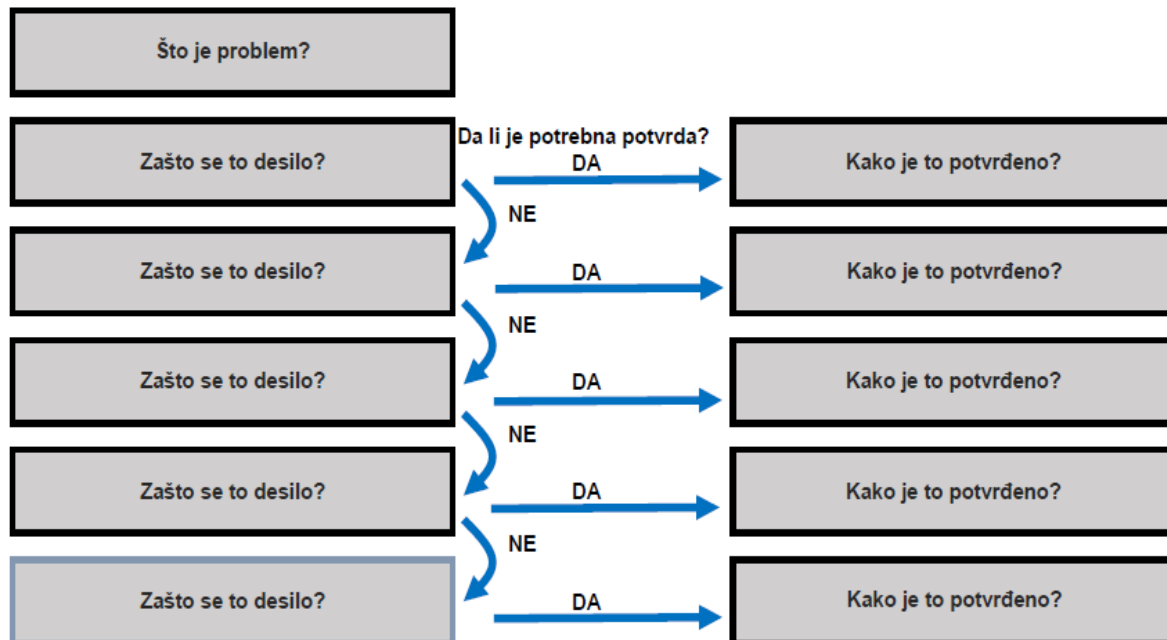 Što je problem?
Zašto se to desilo?
Da li je potrebna potvrda?
DA
Kako je to potvrđeno?
NE
Zašto se to desilo?
DA
Kako je to potvrđeno?
NE
Zašto se to desilo?
DA
Kako je to potvrđeno?
NE
Zašto se to desilo?
DA
Kako je to potvrđeno?
NE
Zašto se to desilo?
DA
Kako je to potvrđeno?